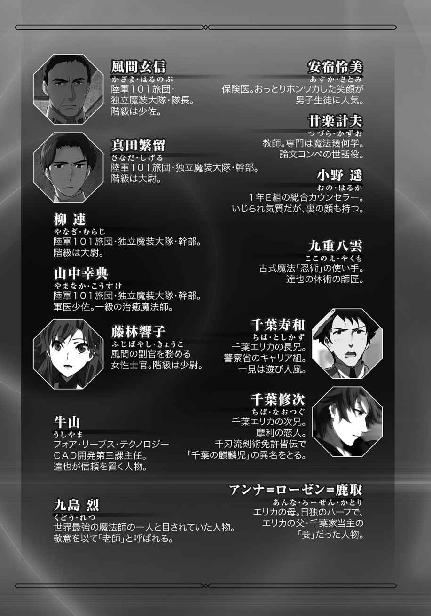 風間玄信
かざま・はるのぶ
陸軍101旅団・
独立魔装大隊・隊長。
階級は少佐。
真田繁留
さなだ・しげる
陸軍101旅団・独立魔装大隊・幹部。
階級は大尉。
柳 連
やなぎ・むらじ
陸軍101旅団・独立魔装大隊・幹部。
階級は大尉。
山中幸典
やまなか・こうすけ
陸軍101旅団・独立魔装大隊・幹部。
軍医少佐。一級の治癒魔法師。
藤林響子
ふじばやし・きょうこ
風間の副官を務める
女性士官。階級は少尉。
牛山
うしやま
フォア・リーブス・テクノロジー
CAD開発第三課主任。
達也が信頼を置く人物。
九島 烈
くどう・れつ
世界最強の魔法師の一人と目されていた人物。
敬意を以て「老師」と呼ばれる。
安宿怜美
あすか・さとみ
保険医。おっとりホンワカした笑顔が
男子生徒に人気。
廿楽計夫
つづら・かずお
教師。専門は魔法幾何学。
論文コンペの世話役。
小野 遥
おの・はるか
1年E組の総合カウンセラー。
いじられ気質だが、裏の顔も持つ。
九重八雲
ここのえ・やくも
古式魔法「忍術」の使い手。
達也の体術の師匠。
千葉寿和
ちば・としかず
千葉エリカの長兄。
警察省のキャリア組。
一見は遊び人風。
千葉修次
ちば・なおつぐ
千葉エリカの次兄。
摩利の恋人。
千刃流剣術免許皆伝で
「千葉の麒麟児」の異名をとる。
アンナ=ローゼン=鹿取
あんな・ろーぜん・かとり
エリカの母。日独のハーフで、
エリカの父・千葉家当主の
「妾」だった人物。